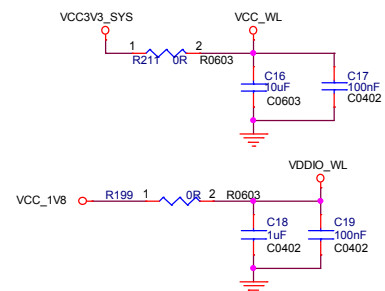 VCC3V3_SYS VCC_WL
1 2
R211 0R R0603
C16 C17
10uF 100nF
C0603 C0402
VDDIO_WL
VCC_1V8 R199 1 0R 2 R0603
C18 C19
1uF 100nF
C0402 C0402